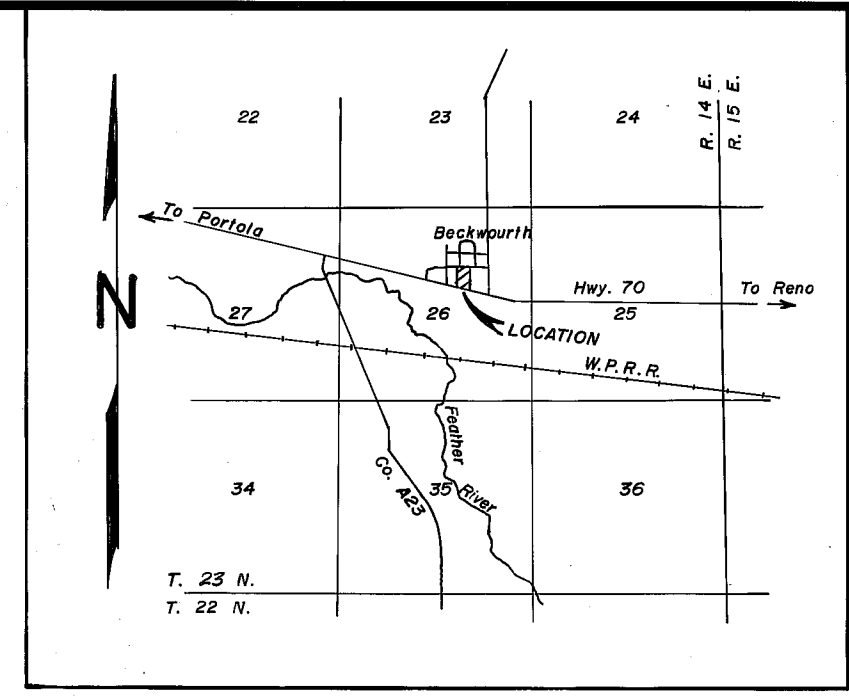 22
23
24
R. 14 E.
R. 15 E.
To Portola
Beckwourth
N
Hwy. 70
To Reno
27
26
25
LOCATION
W.P.R.R.
Feather
River
Co. A23
34
35
36
T. 23 N.
T. 22 N.